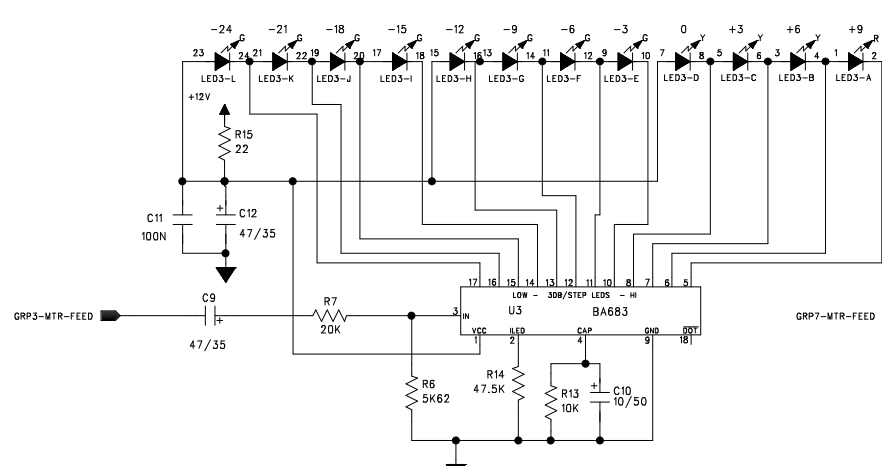 -24 -21 -18 -15 -12 -9 -6 -3 0 +3 +6 +9
G G G G G G G G Y Y Y R
23 24 21 22 19 20 17 18 15 16 13 14 11 12 9 10 7 8 5 6 3 4 1 2
LED3-L LED3-K LED3-J LED3-I LED3-H LED3-G LED3-F LED3-E LED3-D LED3-C LED3-B LED3-A
+12V
R15
22
C11
100N
+
C12
47/35
17 16 15 14 13 12 11 10 8 7 6 5
LOW - 3DB/STEP LEDS - HI
GRP3-MTR-FEED
C9
+
47/35
R7
20K
3 IN
U3
BA683
GRP7-MTR-FEED
VCC ILED CAP GND DOT
1 2 4 9 18
R6
5K62
R14
47.5K
R13
10K
+
C10
10/50